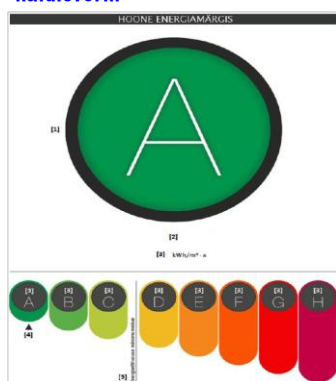 HOONE ENERGIAMÄRGIS
A
[1]
[2]
[3] kWh/m² · a
[3] [3] [3] [3] [3] [3] [3] [3]
A B C D E F G H
[4]
[5]